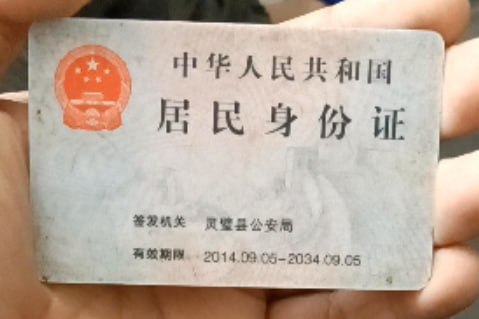 中华人民共和国
居民身份证
签发机关 灵璧县公安局
有效期限 2014.09.05-2034.09.05